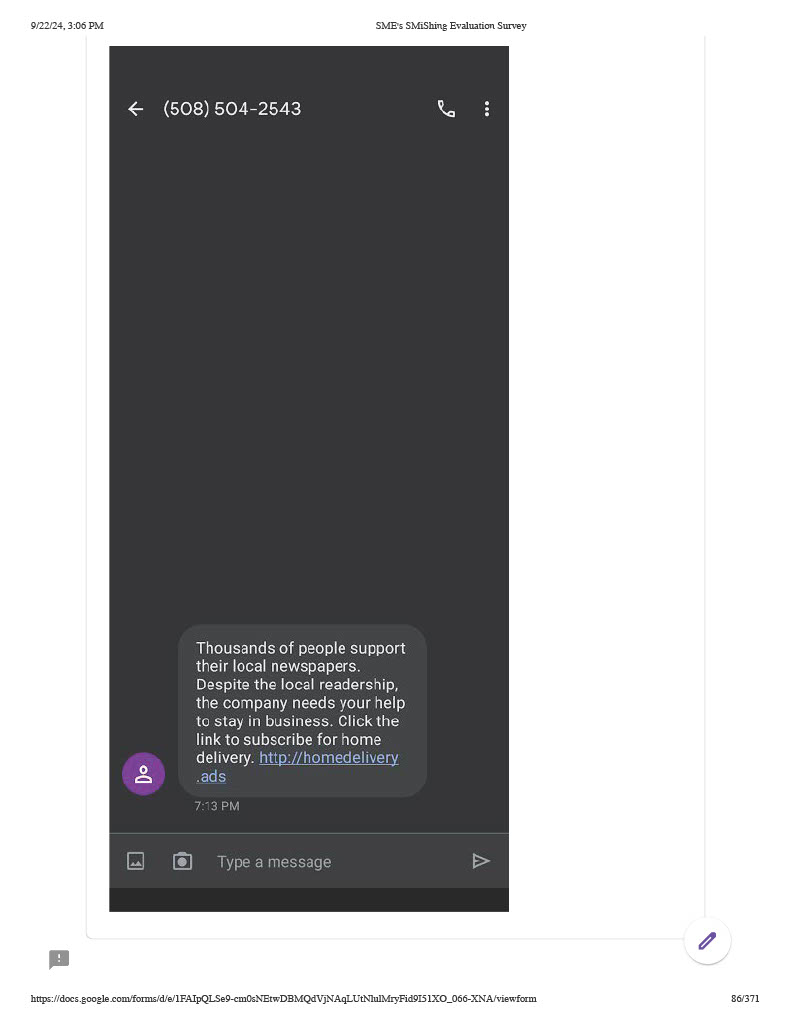 9/22/24, 3:06 PM
SME's SMiShing Evaluation Survey
(508) 504-2543
Thousands of people support
their local newspapers.
Despite the local readership,
the company needs your help
to stay in business. Click the
link to subscribe for home
delivery. http://homedelivery
.ads
7:13 PM
Type a message
https://docs.google.com/forms/d/e/1FAIpQLSe9-cm0sNEtwDBMQdVjNAqLUtNlulMryFid9I51XO_066-XNA/viewform
86/371